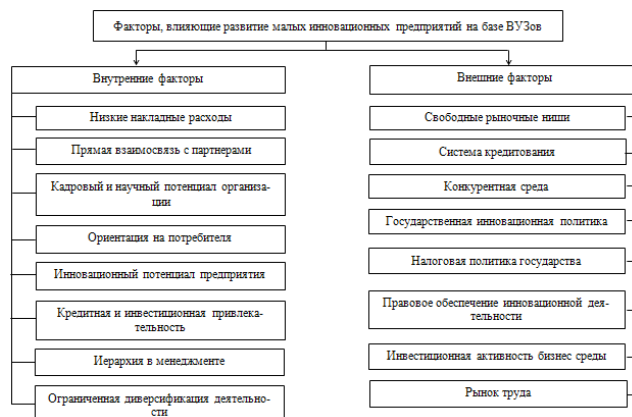 Факторы, влияющие развитие малых инновационных предприятий на базе ВУЗов
Внутренние факторы
Низкие накладные расходы
Прямая взаимосвязь с партнерами
Кадровый и научный потенциал организа-
ции
Ориентация на потребителя
Инновационный потенциал предприятия
Кредитная и инвестиционная привлека-
тельность
Иерархия в менеджменте
Ограниченная диверсификация деятельно-
сти
Внешние факторы
Свободные рыночные ниши
Система кредитования
Конкурентная среда
Государственная инновационная политика
Налоговая политика государства
Правовое обеспечение инновационной дея-
тельности
Инвестиционная активность бизнес среды
Рынок труда